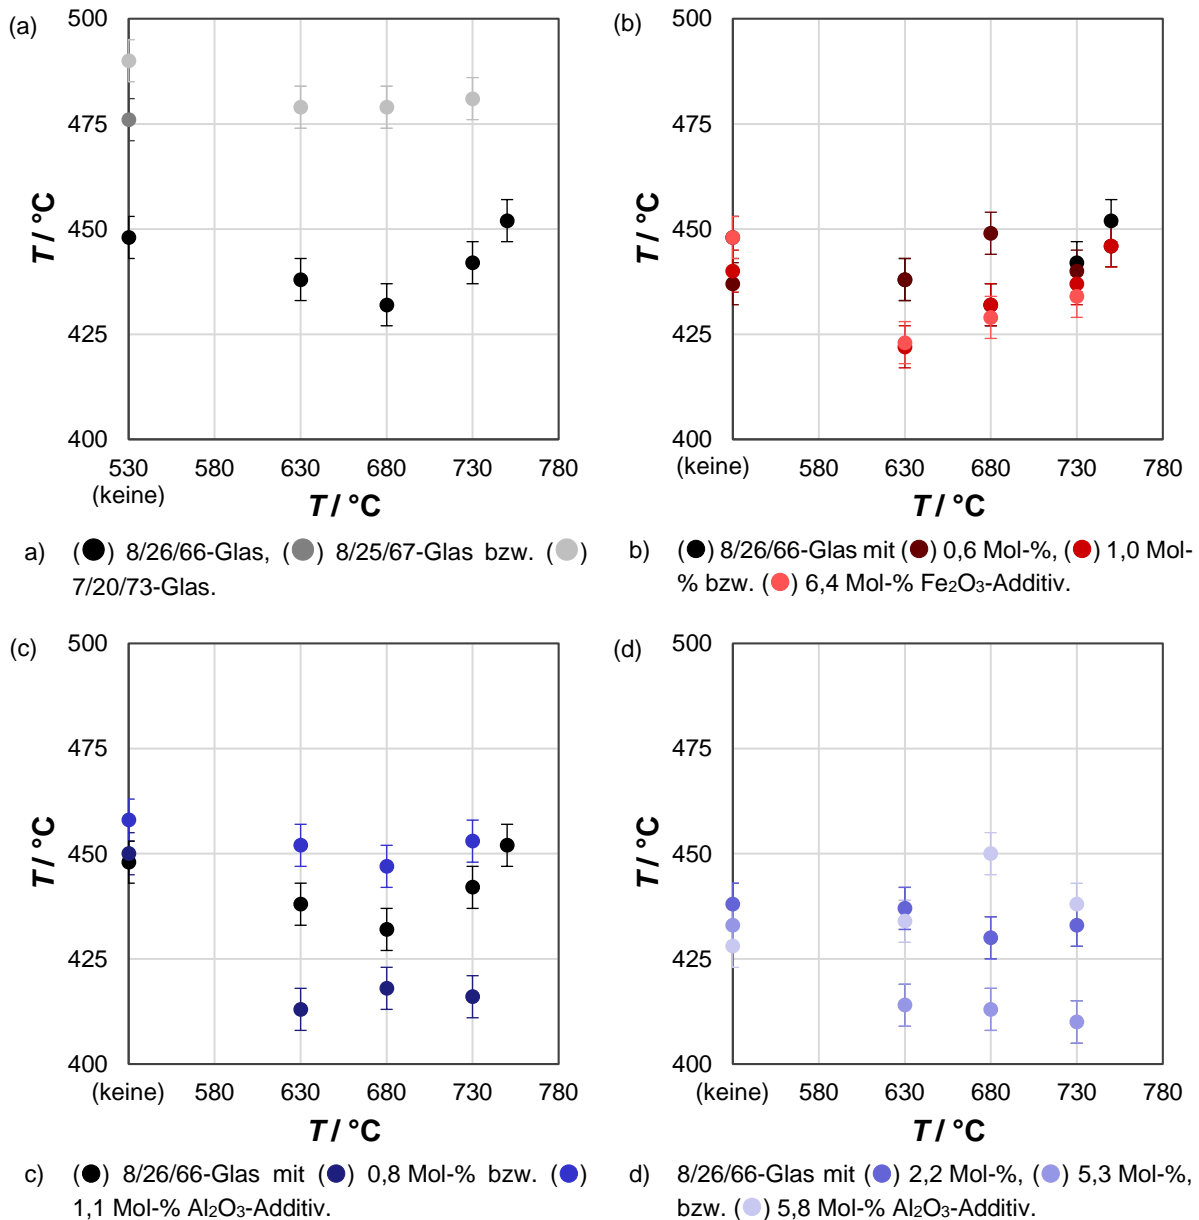 (a)
500
475
450
425
400
T / °C
530 580 630 680 730 780
(keine)
T / °C
(b)
500
475
450
425
400
T / °C
(keine) 580 630 680 730 780
T / °C
a) (●) 8/26/66-Glas, (●) 8/25/67-Glas bzw. (●)
7/20/73-Glas.
b) (●) 8/26/66-Glas mit (●) 0,6 Mol-%, (●) 1,0 Mol-
% bzw. (●) 6,4 Mol-% Fe₂O₃-Additiv.
(c)
500
475
450
425
400
T / °C
(keine) 580 630 680 730 780
T / °C
(d)
500
475
450
425
400
T / °C
(keine) 580 630 680 730 780
T / °C
c) (●) 8/26/66-Glas mit (●) 0,8 Mol-% bzw. (●)
1,1 Mol-% Al₂O₃-Additiv.
d) 8/26/66-Glas mit (●) 2,2 Mol-%, (●) 5,3 Mol-%,
bzw. (●) 5,8 Mol-% Al₂O₃-Additiv.